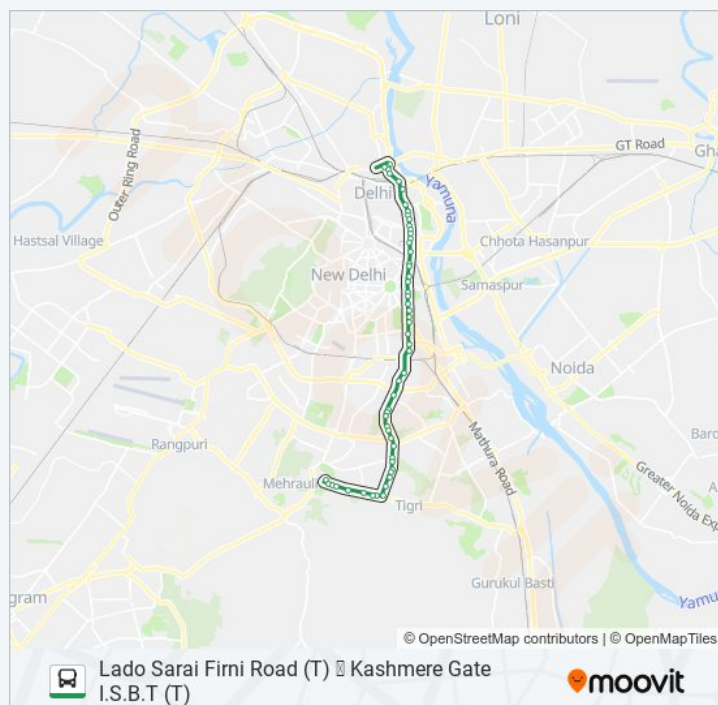 Loni
Outer Ring Road
GT Road
Gha
Delhi
Yamuna
Hastsal Village
Chhota Hasanpur
New Delhi
Samaspur
Noida
Rangpuri
Bard
Mathura Road
Mehrauli
Tigri
Greater Noida Exp
Gurukul Basti
gram
Yamu
© OpenStreetMap contributors | © OpenMapTiles
Lado Sarai Firni Road (T) Kashmere Gate
I.S.B.T (T)
moovit